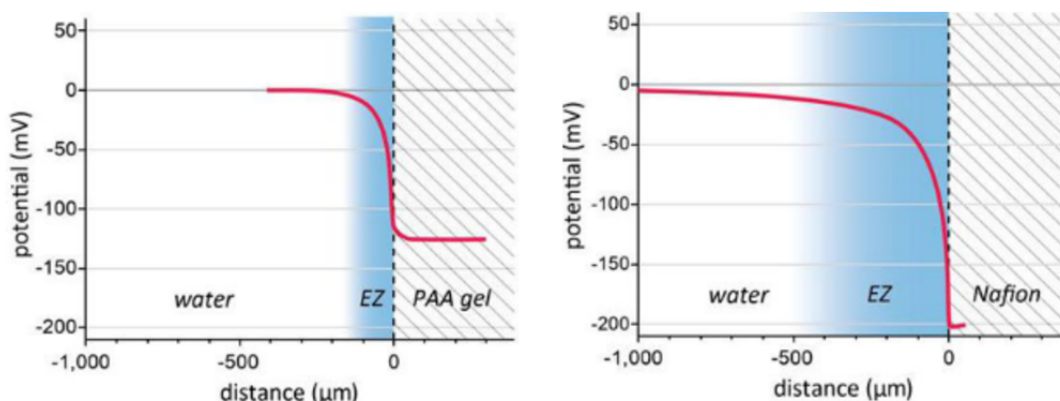 50
0
-50
-100
-150
-200
potential (mV)
water
EZ
PAA gel
-1,000
-500
0
distance (µm)
50
0
-50
-100
-150
-200
potential (mV)
water
EZ
Nafion
-1,000
-500
0
distance (µm)